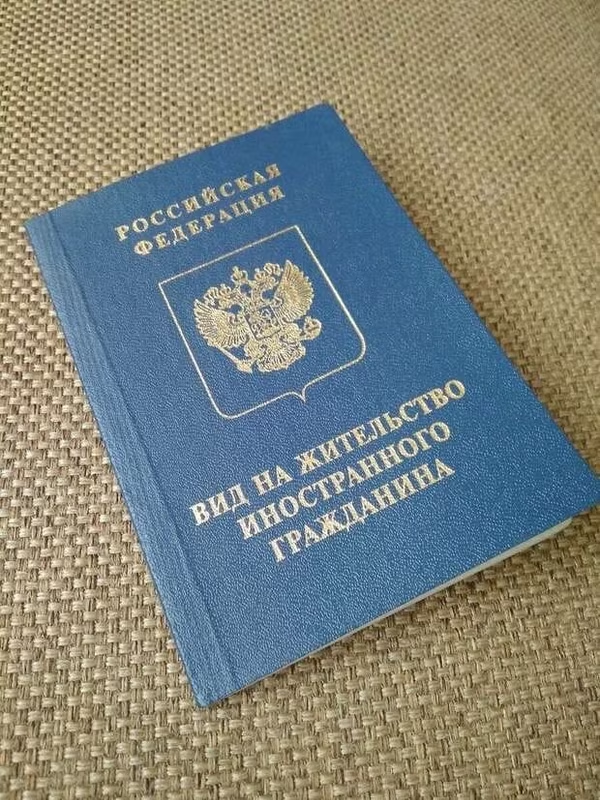 РОССИЙСКАЯ
ФЕДЕРАЦИЯ
ВИД НА ЖИТЕЛЬСТВО
ИНОСТРАННОГО
ГРАЖДАНИНА